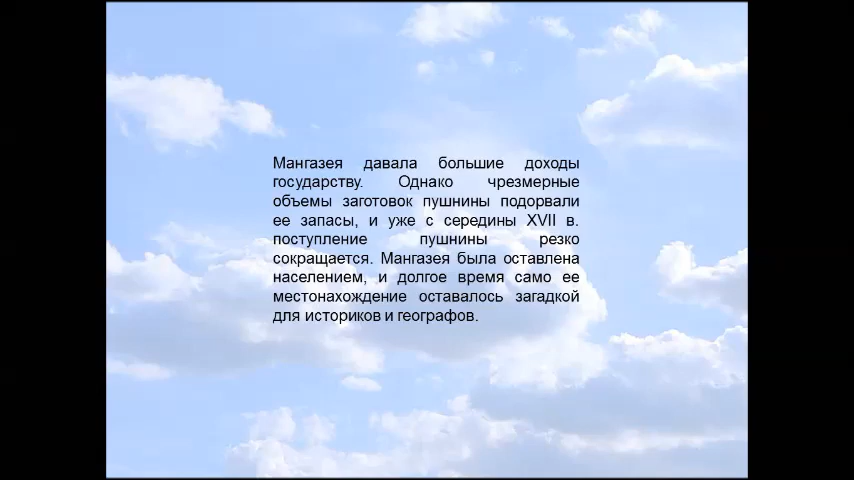 Мангазея давала большие доходы
государству. Однако чрезмерные
объемы заготовок пушнины подорвали
ее запасы, и уже с середины XVII в.
поступление пушнины резко
сокращается. Мангазея была оставлена
населением, и долгое время само ее
местонахождение оставалось загадкой
для историков и географов.